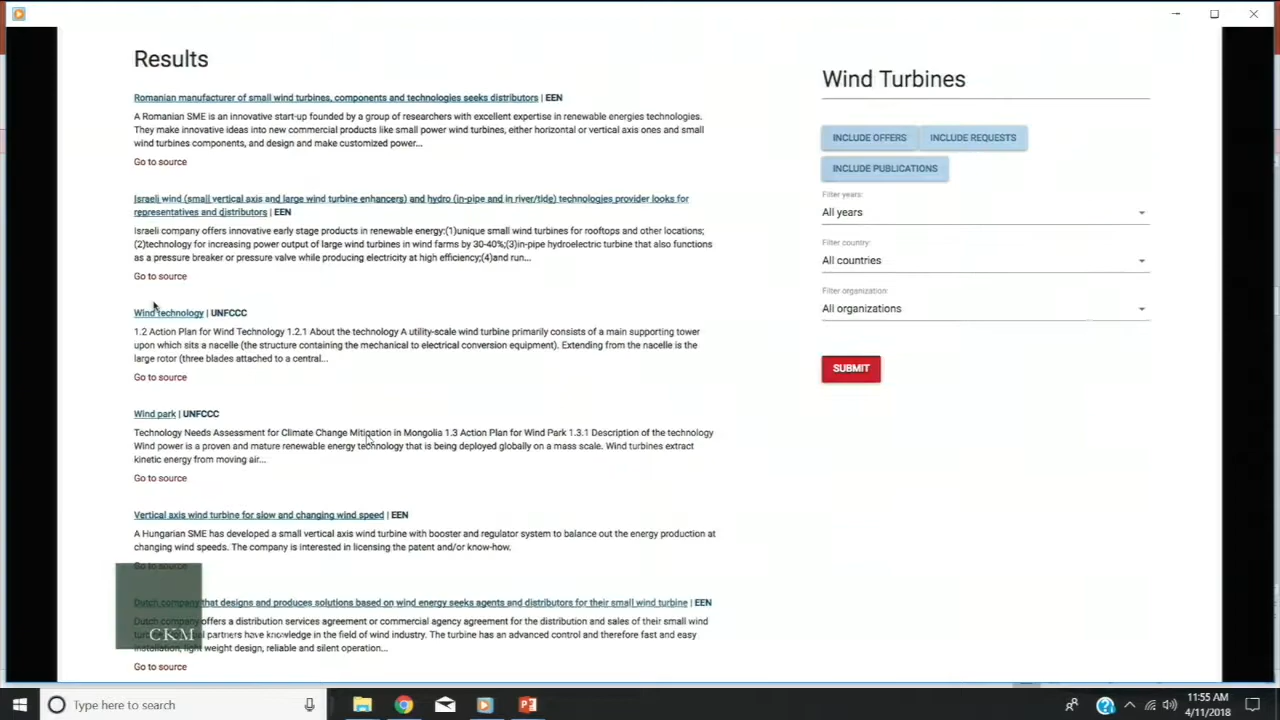 Results
Romanian manufacturer of small wind turbines, components and technologies seeks distributors | EEN
A Romanian SME is an innovative start-up founded by a group of researchers with excellent expertise in renewable energies technologies.
They make innovative ideas into new commercial products like small power wind turbines, either horizontal or vertical axis ones and small
wind turbines components, and design and make customized power...
Go to source
Israeli wind (small vertical axis and large wind turbine enhancers) and hydro (in-pipe and in river/tide) technologies provider looks for
representatives and distributors | EEN
Israeli company offers innovative early stage products in renewable energy:(1)unique small wind turbines for rooftops and other locations;
(2)technology for increasing power output of large wind turbines in wind farms by 30-40%;(3)in-pipe hydroelectric turbine that also functions
as a pressure breaker or pressure valve while producing electricity at high efficiency;(4)and run...
Go to source
Wind technology | UNFCCC
1.2 Action Plan for Wind Technology 1.2.1 About the technology A utility-scale wind turbine primarily consists of a main supporting tower
upon which sits a nacelle (the structure containing the mechanical to electrical conversion equipment). Extending from the nacelle is the
large rotor (three blades attached to a central...
Go to source
Wind park | UNFCCC
Technology Needs Assessment for Climate Change Mitigation in Mongolia 1.3 Action Plan for Wind Park 1.3.1 Description of the technology
Wind power is a proven and mature renewable energy technology that is being deployed globally on a mass scale. Wind turbines extract
kinetic energy from moving air...
Go to source
Vertical axis wind turbine for slow and changing wind speed | EEN
A Hungarian SME has developed a small vertical axis wind turbine with booster and regulator system to balance out the energy production at
changing wind speeds. The company is interested in licensing the patent and/or know-how.
Go to source
Dutch company that designs and produces solutions based on wind energy seeks agents and distributors for their small wind turbine | EEN
Dutch company offers a distribution services agreement or commercial agency agreement for the distribution and sales of their small wind
partners have knowledge in the field of wind industry. The turbine has an advanced control and therefore fast and easy
installation, light weight design, reliable and silent operation...
Go to source
CKM
Wind Turbines
INCLUDE OFFERS
INCLUDE REQUESTS
INCLUDE PUBLICATIONS
Filter years:
All years
Filter country:
All countries
Filter organization:
All organizations
SUBMIT
Type here to search
11:55 AM
4/11/2018